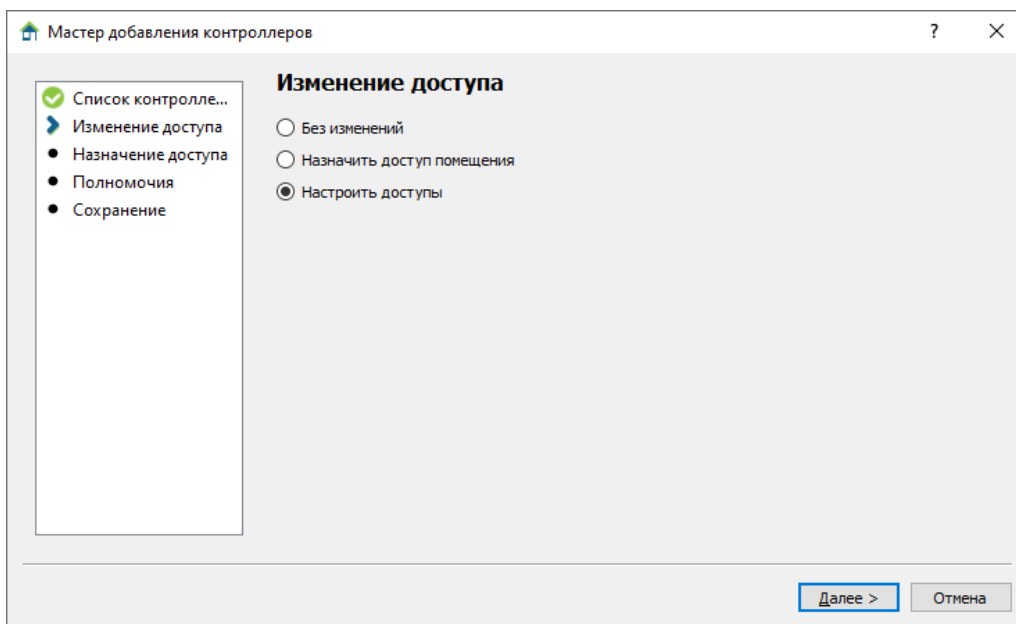 Мастер добавления контроллеров
?
Список контролле...
Изменение доступа
Назначение доступа
Полномочия
Сохранение
Изменение доступа
Без изменений
Назначить доступ помещения
Настроить доступы
Далее >
Отмена